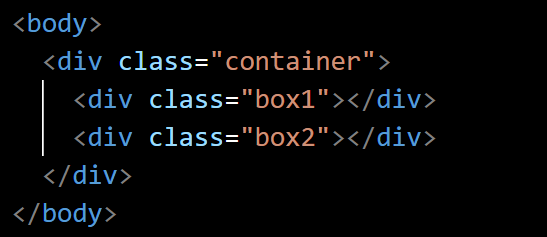 <body>
<div class="container">
<div class="box1"></div>
<div class="box2"></div>
</div>
</body>